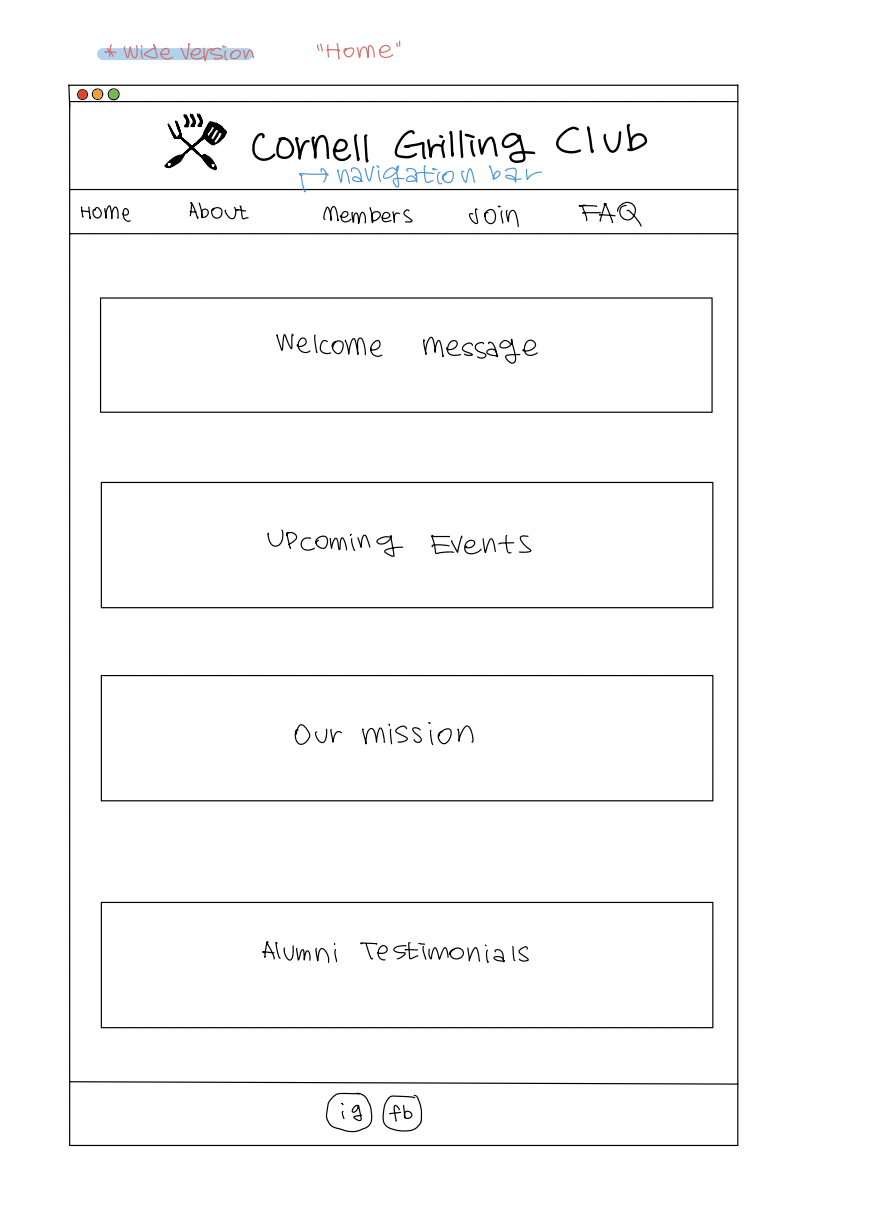 * Wide Version "Home"
Cornell Grilling Club
navigation bar
Home About Members Join FAQ
Welcome message
Upcoming Events
Our mission
Alumni Testimonials
ig fb